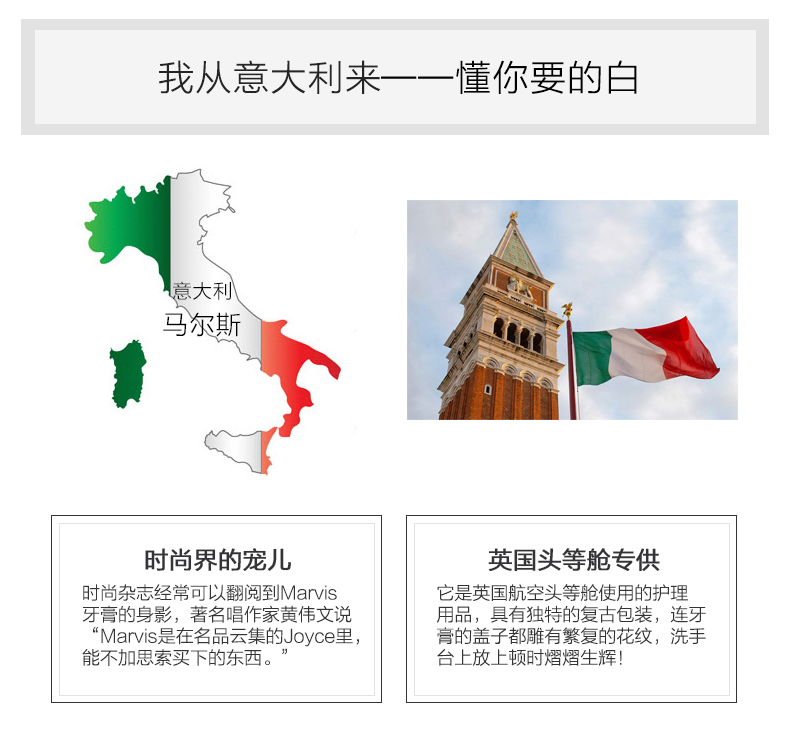 我从意大利来——懂你要的白
意大利
马尔斯
时尚界的宠儿
时尚杂志经常可以翻阅到Marvis
牙膏的身影，著名唱作家黄伟文说
“Marvis是在名品云集的Joyce里，
能不加思索买下的东西。”
英国头等舱专供
它是英国航空头等舱使用的护理
用品，具有独特的复古包装，连牙
膏的盖子都雕有繁复的花纹，洗手
台上放上顿时熠熠生辉！